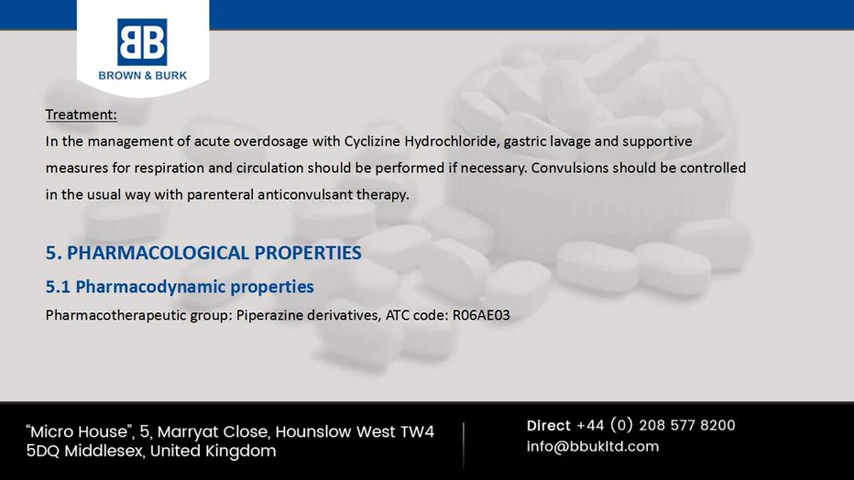 BB
BROWN & BURK
Treatment:
In the management of acute overdosage with Cyclizine Hydrochloride, gastric lavage and supportive
measures for respiration and circulation should be performed if necessary. Convulsions should be controlled
in the usual way with parenteral anticonvulsant therapy.
5. PHARMACOLOGICAL PROPERTIES
5.1 Pharmacodynamic properties
Pharmacotherapeutic group: Piperazine derivatives, ATC code: R06AE03
“Micro House”, 5, Marryat Close, Hounslow West TW4
5DQ Middlesex, United Kingdom
Direct +44 (0) 208 577 8200
info@bbukltd.com